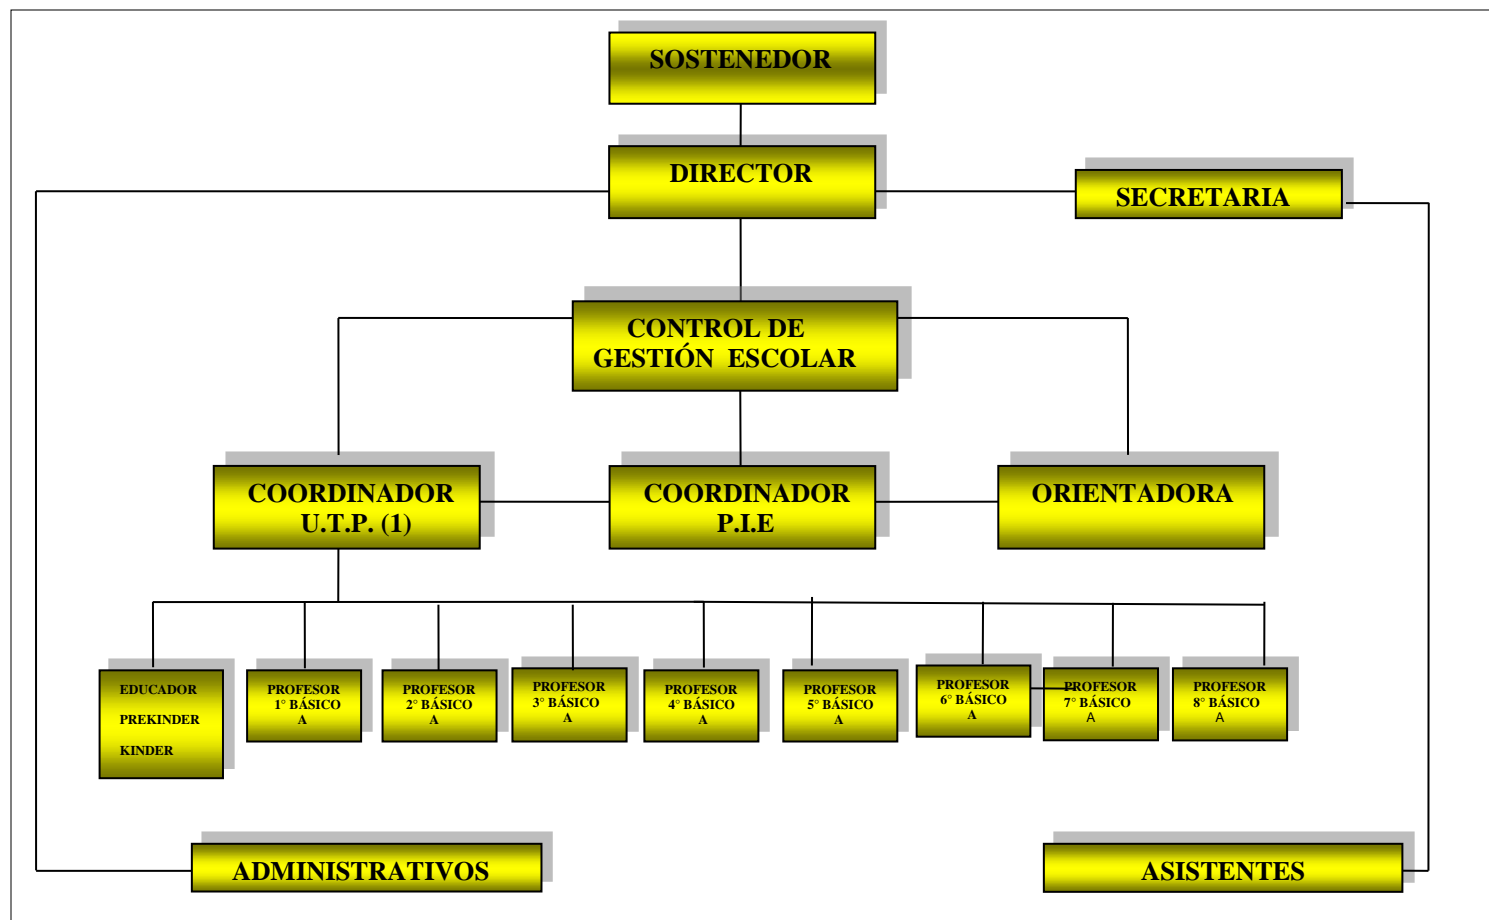 SOSTENEDOR
DIRECTOR
SECRETARIA
CONTROL DE
GESTIÓN ESCOLAR
COORDINADOR
U.T.P. (1)
COORDINADOR
P.I.E
ORIENTADORA
EDUCADOR
PREKINDER
KINDER
PROFESOR
1° BÁSICO
A
PROFESOR
2° BÁSICO
A
PROFESOR
3° BÁSICO
A
PROFESOR
4° BÁSICO
A
PROFESOR
5° BÁSICO
A
PROFESOR
6° BÁSICO
A
PROFESOR
7° BÁSICO
A
PROFESOR
8° BÁSICO
A
ADMINISTRATIVOS
ASISTENTES